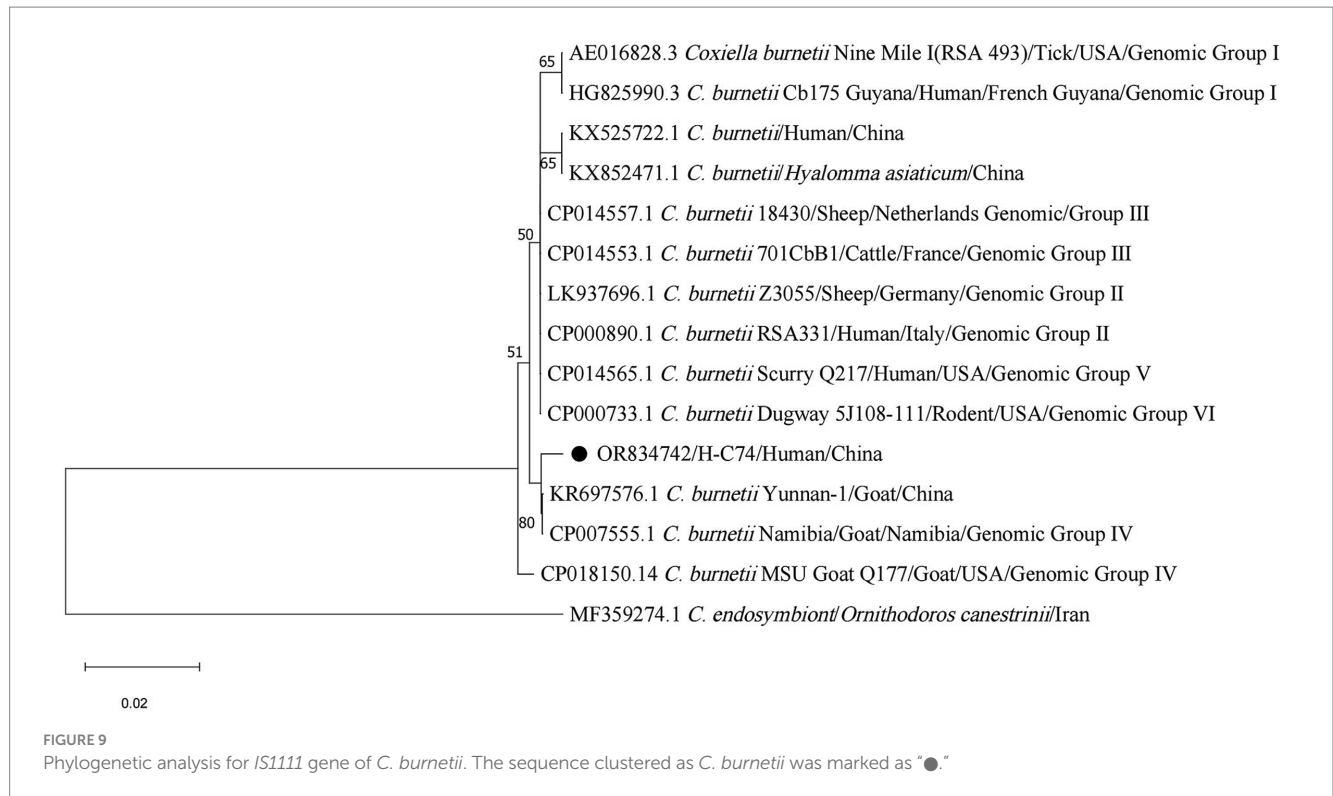 65
AE016828.3 Coxiella burnetii Nine Mile I(RSA 493)/Tick/USA/Genomic Group I
HG825990.3 C. burnetii Cb175 Guyana/Human/French Guyana/Genomic Group I
KX525722.1 C. burnetii/Human/China
65
KX852471.1 C. burnetii/Hyalomma asiaticum/China
CP014557.1 C. burnetii 18430/Sheep/Netherlands Genomic/Group III
50
CP014553.1 C. burnetii 701CbB1/Cattle/France/Genomic Group III
LK937696.1 C. burnetii Z3055/Sheep/Germany/Genomic Group II
CP000890.1 C. burnetii RSA331/Human/Italy/Genomic Group II
51
CP014565.1 C. burnetii Scurry Q217/Human/USA/Genomic Group V
CP000733.1 C. burnetii Dugway 5J108-111/Rodent/USA/Genomic Group VI
● OR834742/H-C74/Human/China
KR697576.1 C. burnetii Yunnan-1/Goat/China
80
CP007555.1 C. burnetii Namibia/Goat/Namibia/Genomic Group IV
CP018150.14 C. burnetii MSU Goat Q177/Goat/USA/Genomic Group IV
MF359274.1 C. endosymbiont/Ornithodoros canestrinii/Iran
0.02
FIGURE 9
Phylogenetic analysis for IS1111 gene of C. burnetii. The sequence clustered as C. burnetii was marked as “●.”